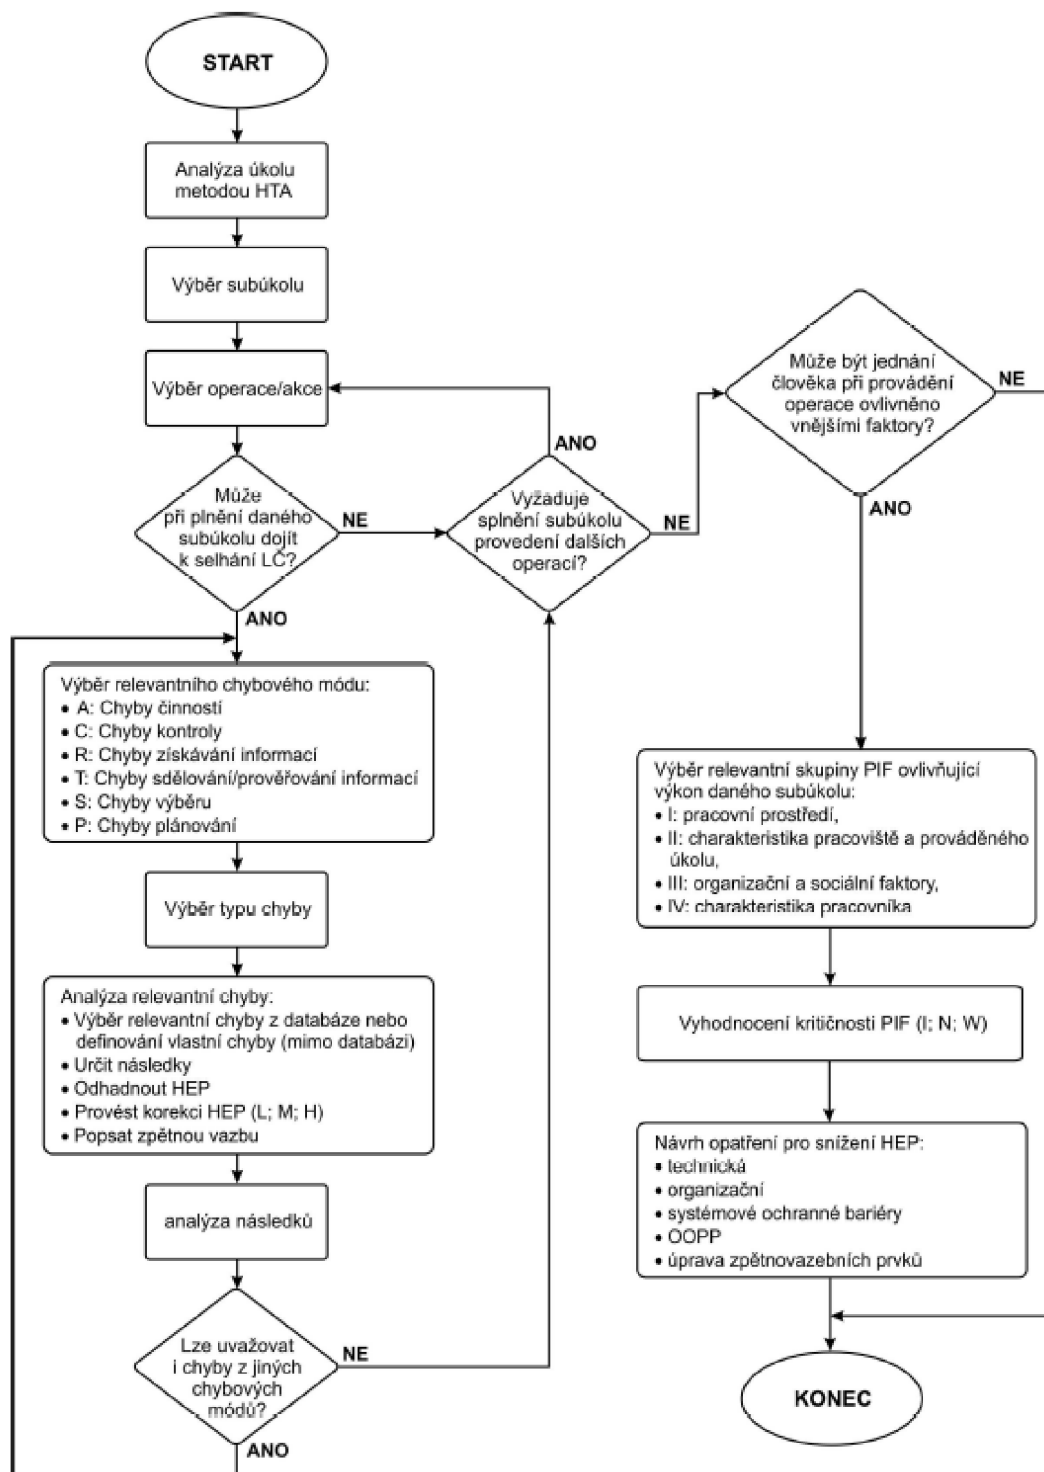 START
Analýza úkolu
metodou HTA
Výběr subúkolu
Výběr operace/akce
Může
při plnění daného
subúkolu dojít
k selhání LČ?
NE
ANO
Vyžaduje
splnění subúkolu
provedení dalších
operací?
ANO
NE
Může být jednání
člověka při provádění
operace ovlivněno
vnějšími faktory?
NE
ANO
Výběr relevantního chybového módu:
• A: Chyby činností
• C: Chyby kontroly
• R: Chyby získávání informací
• T: Chyby sdělování/prověřování informací
• S: Chyby výběru
• P: Chyby plánování
Výběr typu chyby
Analýza relevantní chyby:
• Výběr relevantní chyby z databáze nebo
definování vlastní chyby (mimo databázi)
• Určit následky
• Odhadnout HEP
• Provést korekci HEP (L; M; H)
• Popsat zpětnou vazbu
analýza následků
Lze uvažovat
i chyby z jiných
chybových
módů?
NE
ANO
Výběr relevantní skupiny PIF ovlivňující
výkon daného subúkolu:
• I: pracovní prostředí,
• II: charakteristika pracoviště a prováděného
úkolu,
• III: organizační a sociální faktory,
• IV: charakteristika pracovníka
Vyhodnocení kritičnosti PIF (I; N; W)
Návrh opatření pro snížení HEP:
• technická
• organizační
• systémové ochranné bariéry
• OOPP
• úprava zpětnovazebních prvků
KONEC